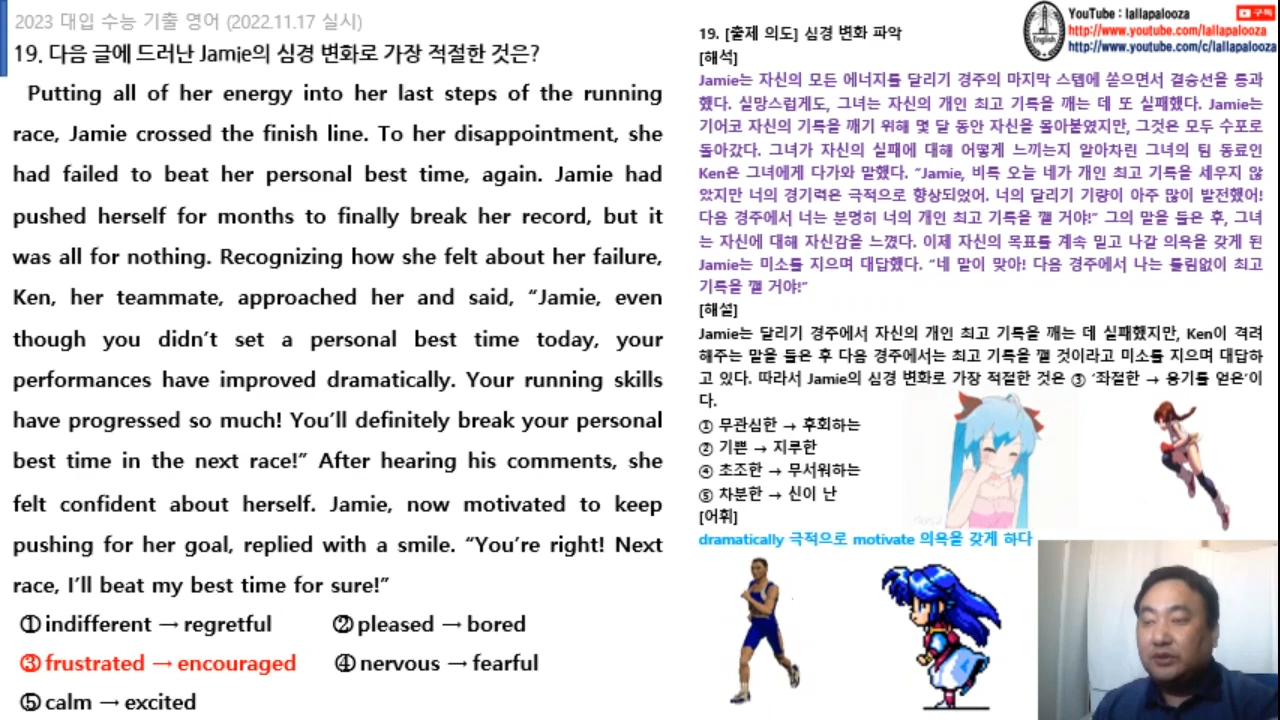 2023 대입 수능 기출 영어 (2022.11.17 실시)
19. 다음 글에 드러난 Jamie의 심경 변화로 가장 적절한 것은?
Putting all of her energy into her last steps of the running
race, Jamie crossed the finish line. To her disappointment, she
had failed to beat her personal best time, again. Jamie had
pushed herself for months to finally break her record, but it
was all for nothing. Recognizing how she felt about her failure,
Ken, her teammate, approached her and said, “Jamie, even
though you didn’t set a personal best time today, your
performances have improved dramatically. Your running skills
have progressed so much! You’ll definitely break your personal
best time in the next race!” After hearing his comments, she
felt confident about herself. Jamie, now motivated to keep
pushing for her goal, replied with a smile. “You’re right! Next
race, I’ll beat my best time for sure!”
① indifferent → regretful ② pleased → bored
③ frustrated → encouraged ④ nervous → fearful
⑤ calm → excited
19. [출제 의도] 심경 변화 파악
[해석]
Jamie는 자신의 모든 에너지를 달리기 경주의 마지막 스텝에 쏟으면서 결승선을 통과
했다. 실망스럽게도, 그녀는 자신의 개인 최고 기록을 깨는 데 또 실패했다. Jamie는
기어코 자신의 기록을 깨기 위해 몇 달 동안 자신을 몰아붙였지만, 그것은 모두 수포로
돌아갔다. 그녀가 자신의 실패에 대해 어떻게 느끼는지 알아차린 그녀의 팀 동료인
Ken은 그녀에게 다가와 말했다. “Jamie, 비록 오늘 네가 개인 최고 기록을 세우지 않
았지만 너의 경기력은 극적으로 향상되었어. 너의 달리기 기량이 아주 많이 발전했어!
다음 경주에서 너는 분명히 너의 개인 최고 기록을 깰 거야!” 그의 말을 들은 후, 그녀
는 자신에 대해 자신감을 느꼈다. 이제 자신의 목표를 계속 밀고 나갈 의욕을 갖게 된
Jamie는 미소를 지으며 대답했다. “네 말이 맞아! 다음 경주에서 나는 틀림없이 최고
기록을 깰 거야!”
[해설]
Jamie는 달리기 경주에서 자신의 개인 최고 기록을 깨는 데 실패했지만, Ken이 격려
해주는 말을 들은 후 다음 경주에서는 최고 기록을 깰 것이라고 미소를 지으며 대답하
고 있다. 따라서 Jamie의 심경 변화로 가장 적절한 것은 ③ ‘좌절한 → 용기를 얻은’이
다.
① 무관심한 → 후회하는
② 기쁜 → 지루한
④ 초조한 → 무서워하는
⑤ 차분한 → 신이 난
[어휘]
dramatically 극적으로 motivate 의욕을 갖게 하다
English
YouTube : lallapalooza
구독
http://www.youtube.com/lallapalooza
http://www.youtube.com/c/lallapalooza